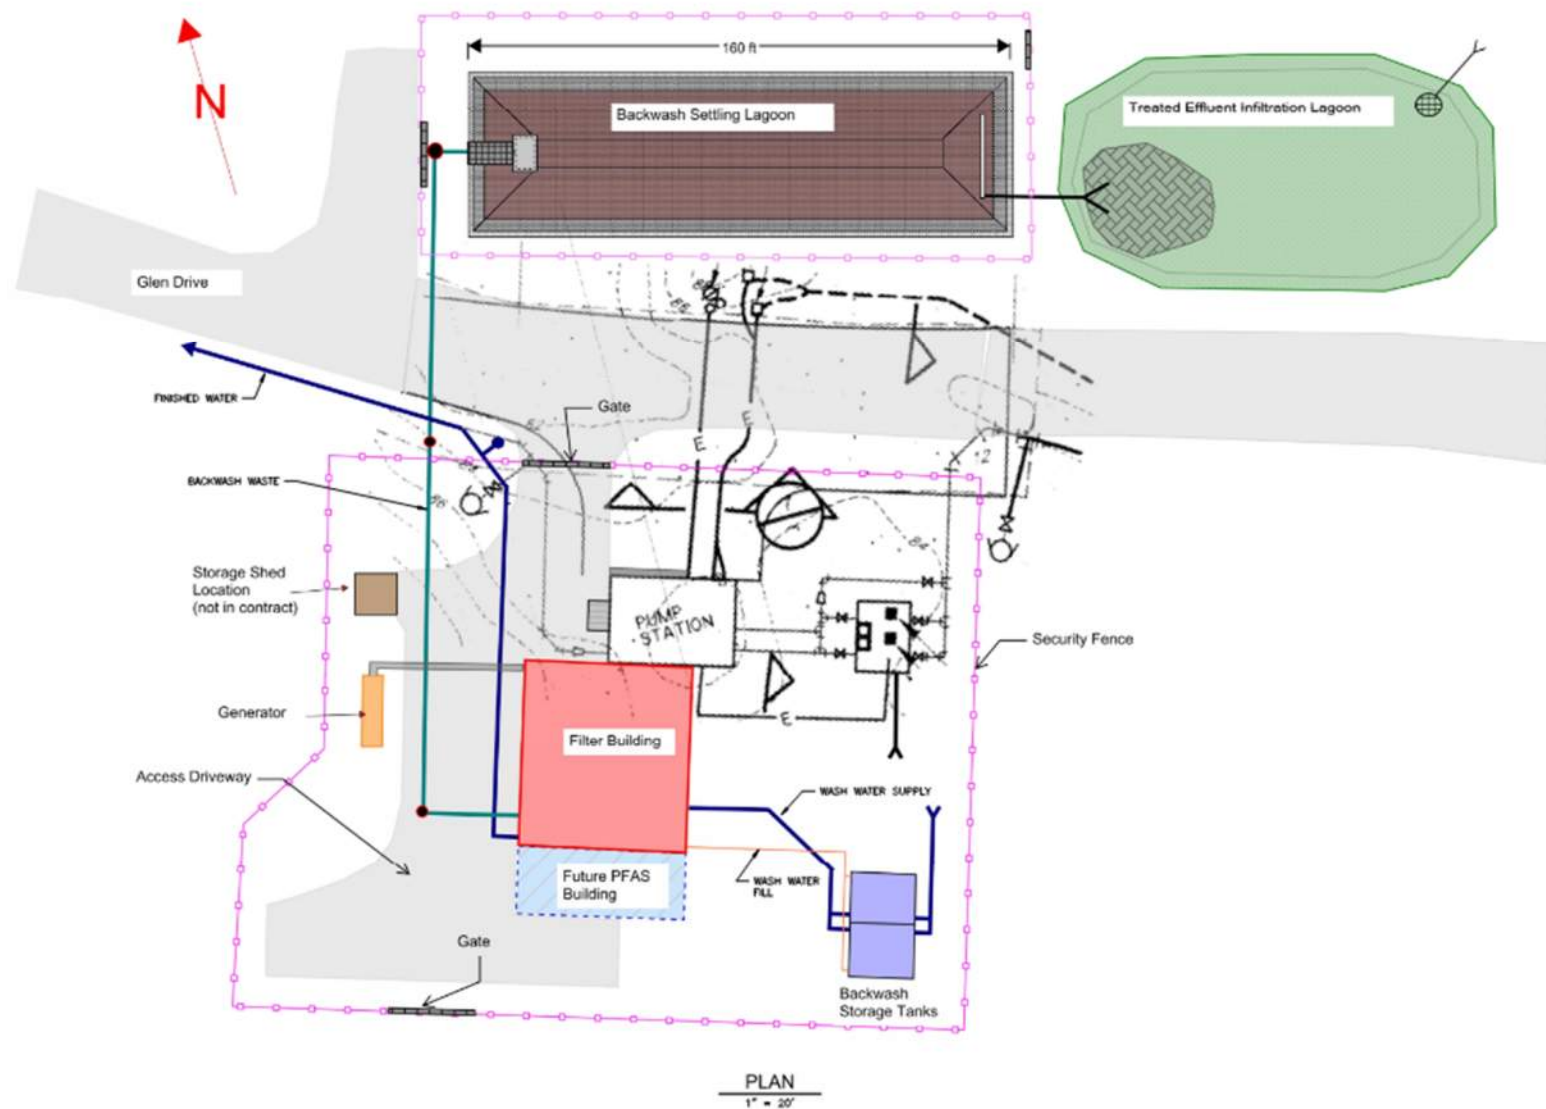 160 ft
N
Backwash Settling Lagoon
Treated Effluent Infiltration Lagoon
Glen Drive
FINISHED WATER
Gate
E
E
BACKWASH WASTE
12
84
Storage Shed
Location
(not in contract)
PUMP
STATION
Security Fence
Generator
E
Filter Building
Access Driveway
WASH WATER SUPPLY
Future PFAS
Building
WASH WATER
FILL
Gate
Backwash
Storage Tanks
PLAN
1" = 20'